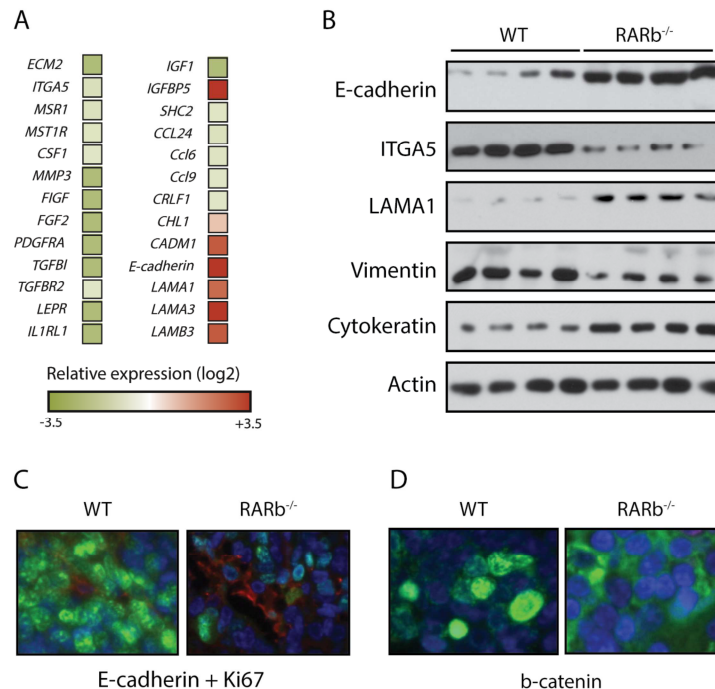 A
ECM2
ITGA5
MSR1
MST1R
CSF1
MMP3
FIGF
FGF2
PDGFRA
TGFBI
TGFBR2
LEPR
IL1RL1
IGF1
IGFBP5
SHC2
CCL24
Ccl6
Ccl9
CRLF1
CHL1
CADM1
E-cadherin
LAMA1
LAMA3
LAMB3
Relative expression (log2)
-3.5 +3.5
B
WT RARb-/-
E-cadherin
ITGA5
LAMA1
Vimentin
Cytokeratin
Actin
C
WT RARb-/-
E-cadherin + Ki67
D
WT RARb-/-
b-catenin